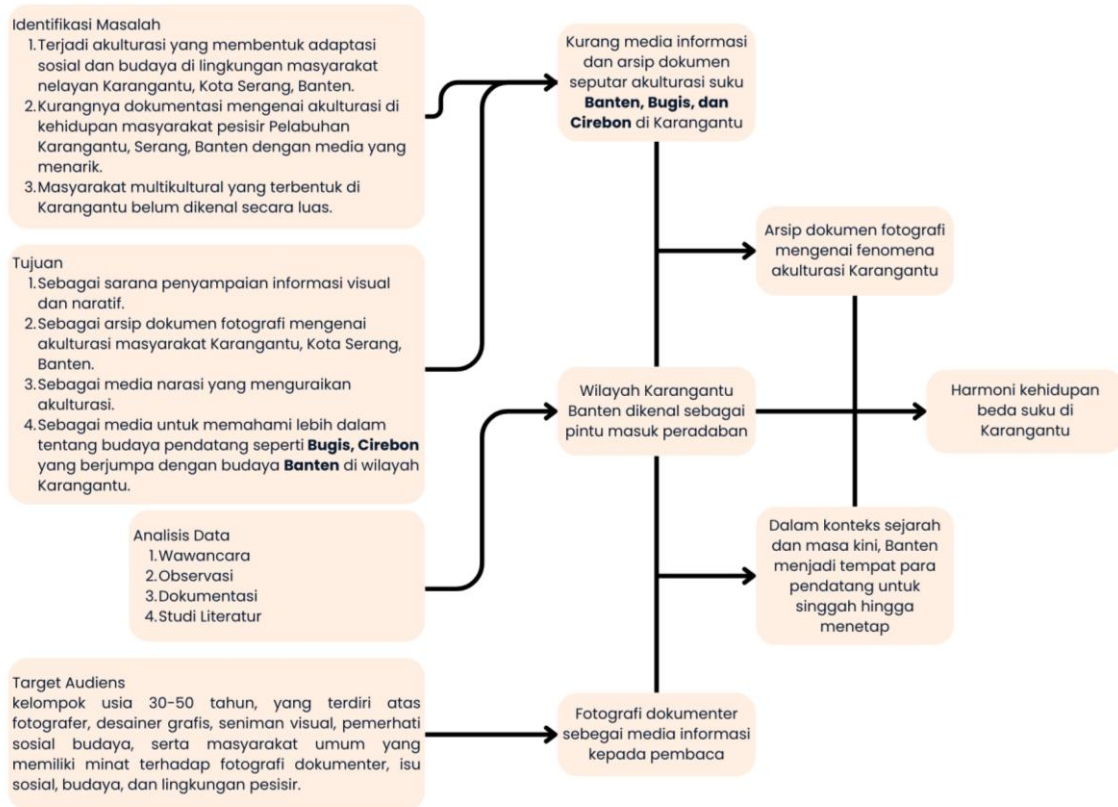 Identifikasi Masalah
1. Terjadi akulturasi yang membentuk adaptasi
sosial dan budaya di lingkungan masyarakat
nelayan Karangantu, Kota Serang, Banten.
2. Kurangnya dokumentasi mengenai akulturasi di
kehidupan masyarakat pesisir Pelabuhan
Karangantu, Serang, Banten dengan media yang
menarik.
3. Masyarakat multikultural yang terbentuk di
Karangantu belum dikenal secara luas.
Tujuan
1. Sebagai sarana penyampaian informasi visual
dan naratif.
2. Sebagai arsip dokumen fotografi mengenai
akulturasi masyarakat Karangantu, Kota Serang,
Banten.
3. Sebagai media narasi yang menguraikan
akulturasi.
4. Sebagai media untuk memahami lebih dalam
tentang budaya pendatang seperti Bugis, Cirebon
yang berjumpa dengan budaya Banten di wilayah
Karangantu.
Analisis Data
1. Wawancara
2. Observasi
3. Dokumentasi
4. Studi Literatur
Target Audiens
kelompok usia 30-50 tahun, yang terdiri atas
fotografer, desainer grafis, seniman visual, pemerhati
sosial budaya, serta masyarakat umum yang
memiliki minat terhadap fotografi dokumenter, isu
sosial, budaya, dan lingkungan pesisir.
Kurang media informasi
dan arsip dokumen
seputar akulturasi suku
Banten, Bugis, dan
Cirebon di Karangantu
Wilayah Karangantu
Banten dikenal sebagai
pintu masuk peradaban
Fotografi dokumenter
sebegai media informasi
kepada pembaca
Arsip dokumen fotografi
mengenai fenomena
akulturasi Karangantu
Dalam konteks sejarah
dan masa kini, Banten
menjadi tempat para
pendatang untuk
singgah hingga
menetap
Harmoni kehidupan
beda suku di
Karangantu